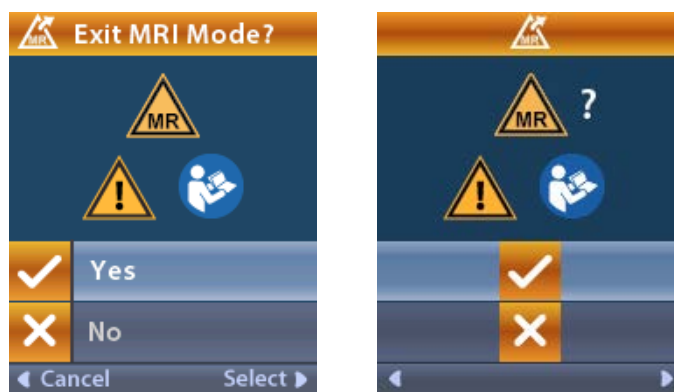 MR Exit MRI Mode?
MR
Yes
No
Cancel Select
MR
MR ?